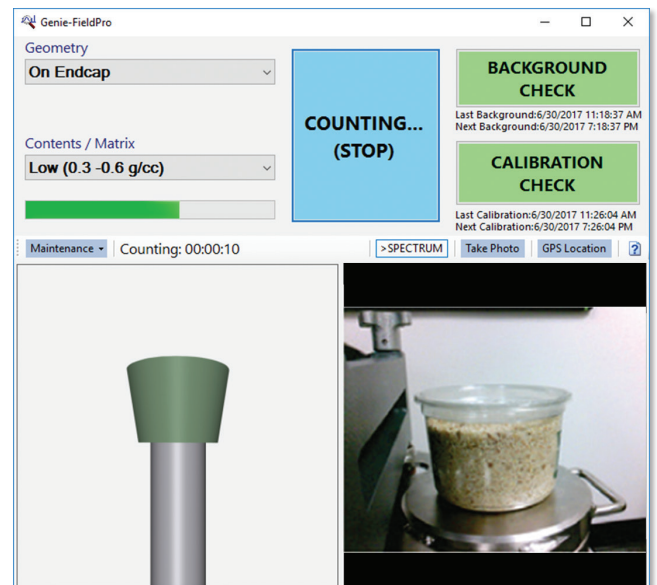 Genie-FieldPro
Geometry
On Endcap
Contents / Matrix
Low (0.3 -0.6 g/cc)
COUNTING...
(STOP)
BACKGROUND
CHECK
Last Background:6/30/2017 11:18:37 AM
Next Background:6/30/2017 7:18:37 PM
CALIBRATION
CHECK
Last Calibration:6/30/2017 11:26:04 AM
Next Calibration:6/30/2017 7:26:04 PM
Maintenance
Counting: 00:00:10
>SPECTRUM
Take Photo
GPS Location
?